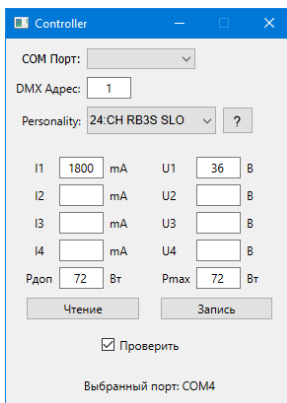 Controller
COM Порт:
DMX Адрес: 1
Personality: 24:CH RB3S SLO ?
I1 1800 mA U1 36 В
I2 mA U2 В
I3 mA U3 В
I4 mA U4 В
Pдоп 72 Вт Pmax 72 Вт
Чтение Запись
Проверить
Выбранный порт: COM4